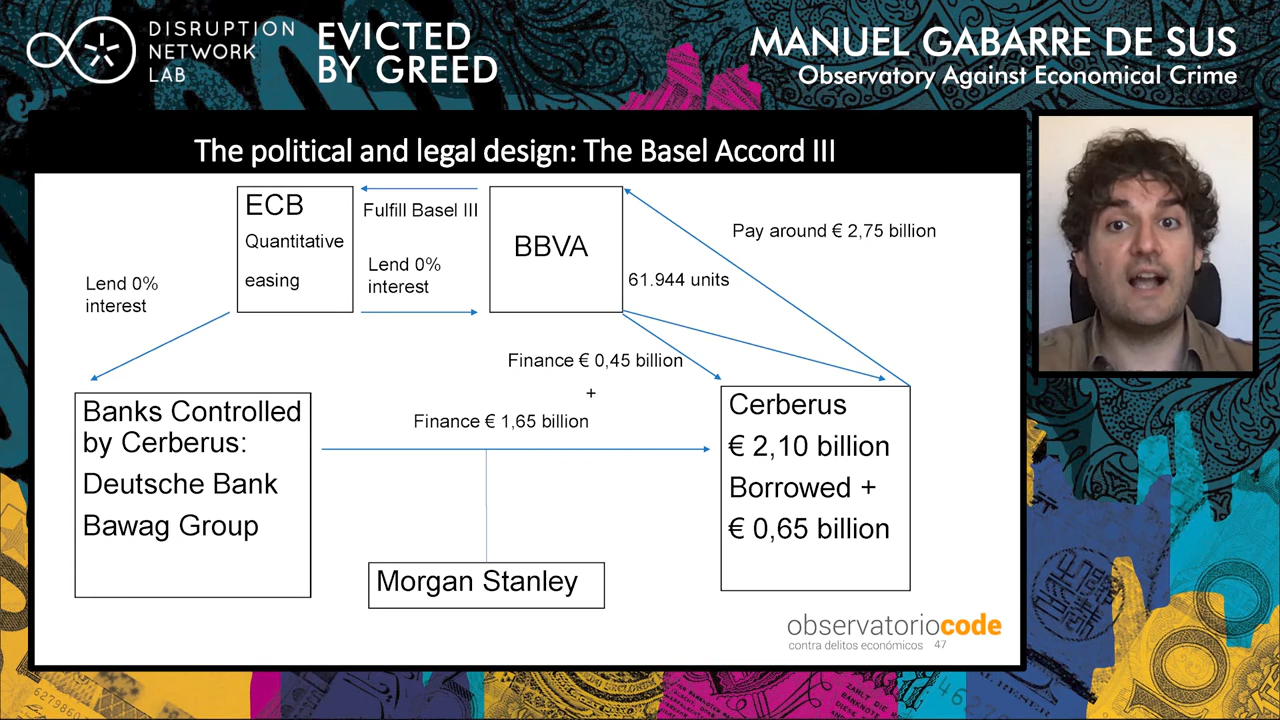 DISRUPTION
NETWORK
LAB
EVICTED
BY GREED
MANUEL GABARRE DE SUS
Observatory Against Economical Crime
The political and legal design: The Basel Accord III
ECB
Quantitative
easing
Fulfill Basel III
Lend 0%
interest
BBVA
Pay around € 2,75 billion
61.944 units
Lend 0%
interest
Finance € 0,45 billion
+
Finance € 1,65 billion
Banks Controlled
by Cerberus:
Deutsche Bank
Bawag Group
Cerberus
€ 2,10 billion
Borrowed +
€ 0,65 billion
Morgan Stanley
observatoriocode
contra delitos económicos 47